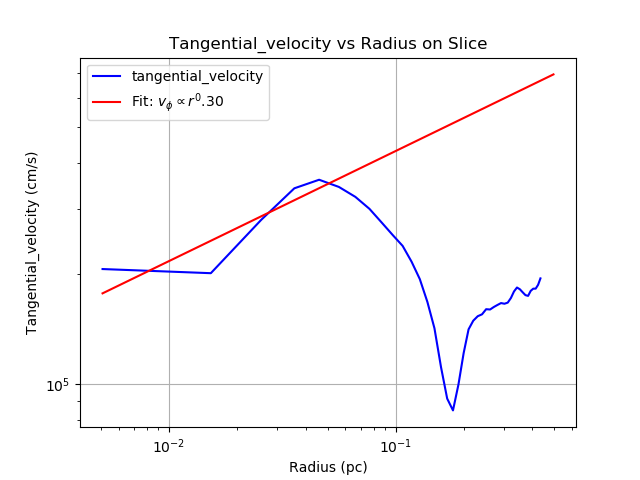 Tangential_velocity vs Radius on Slice
tangential_velocity
Fit: $v_\phi \propto r^0.30$
Tangential_velocity (cm/s)
10^5
10^{-2}
10^{-1}
Radius (pc)